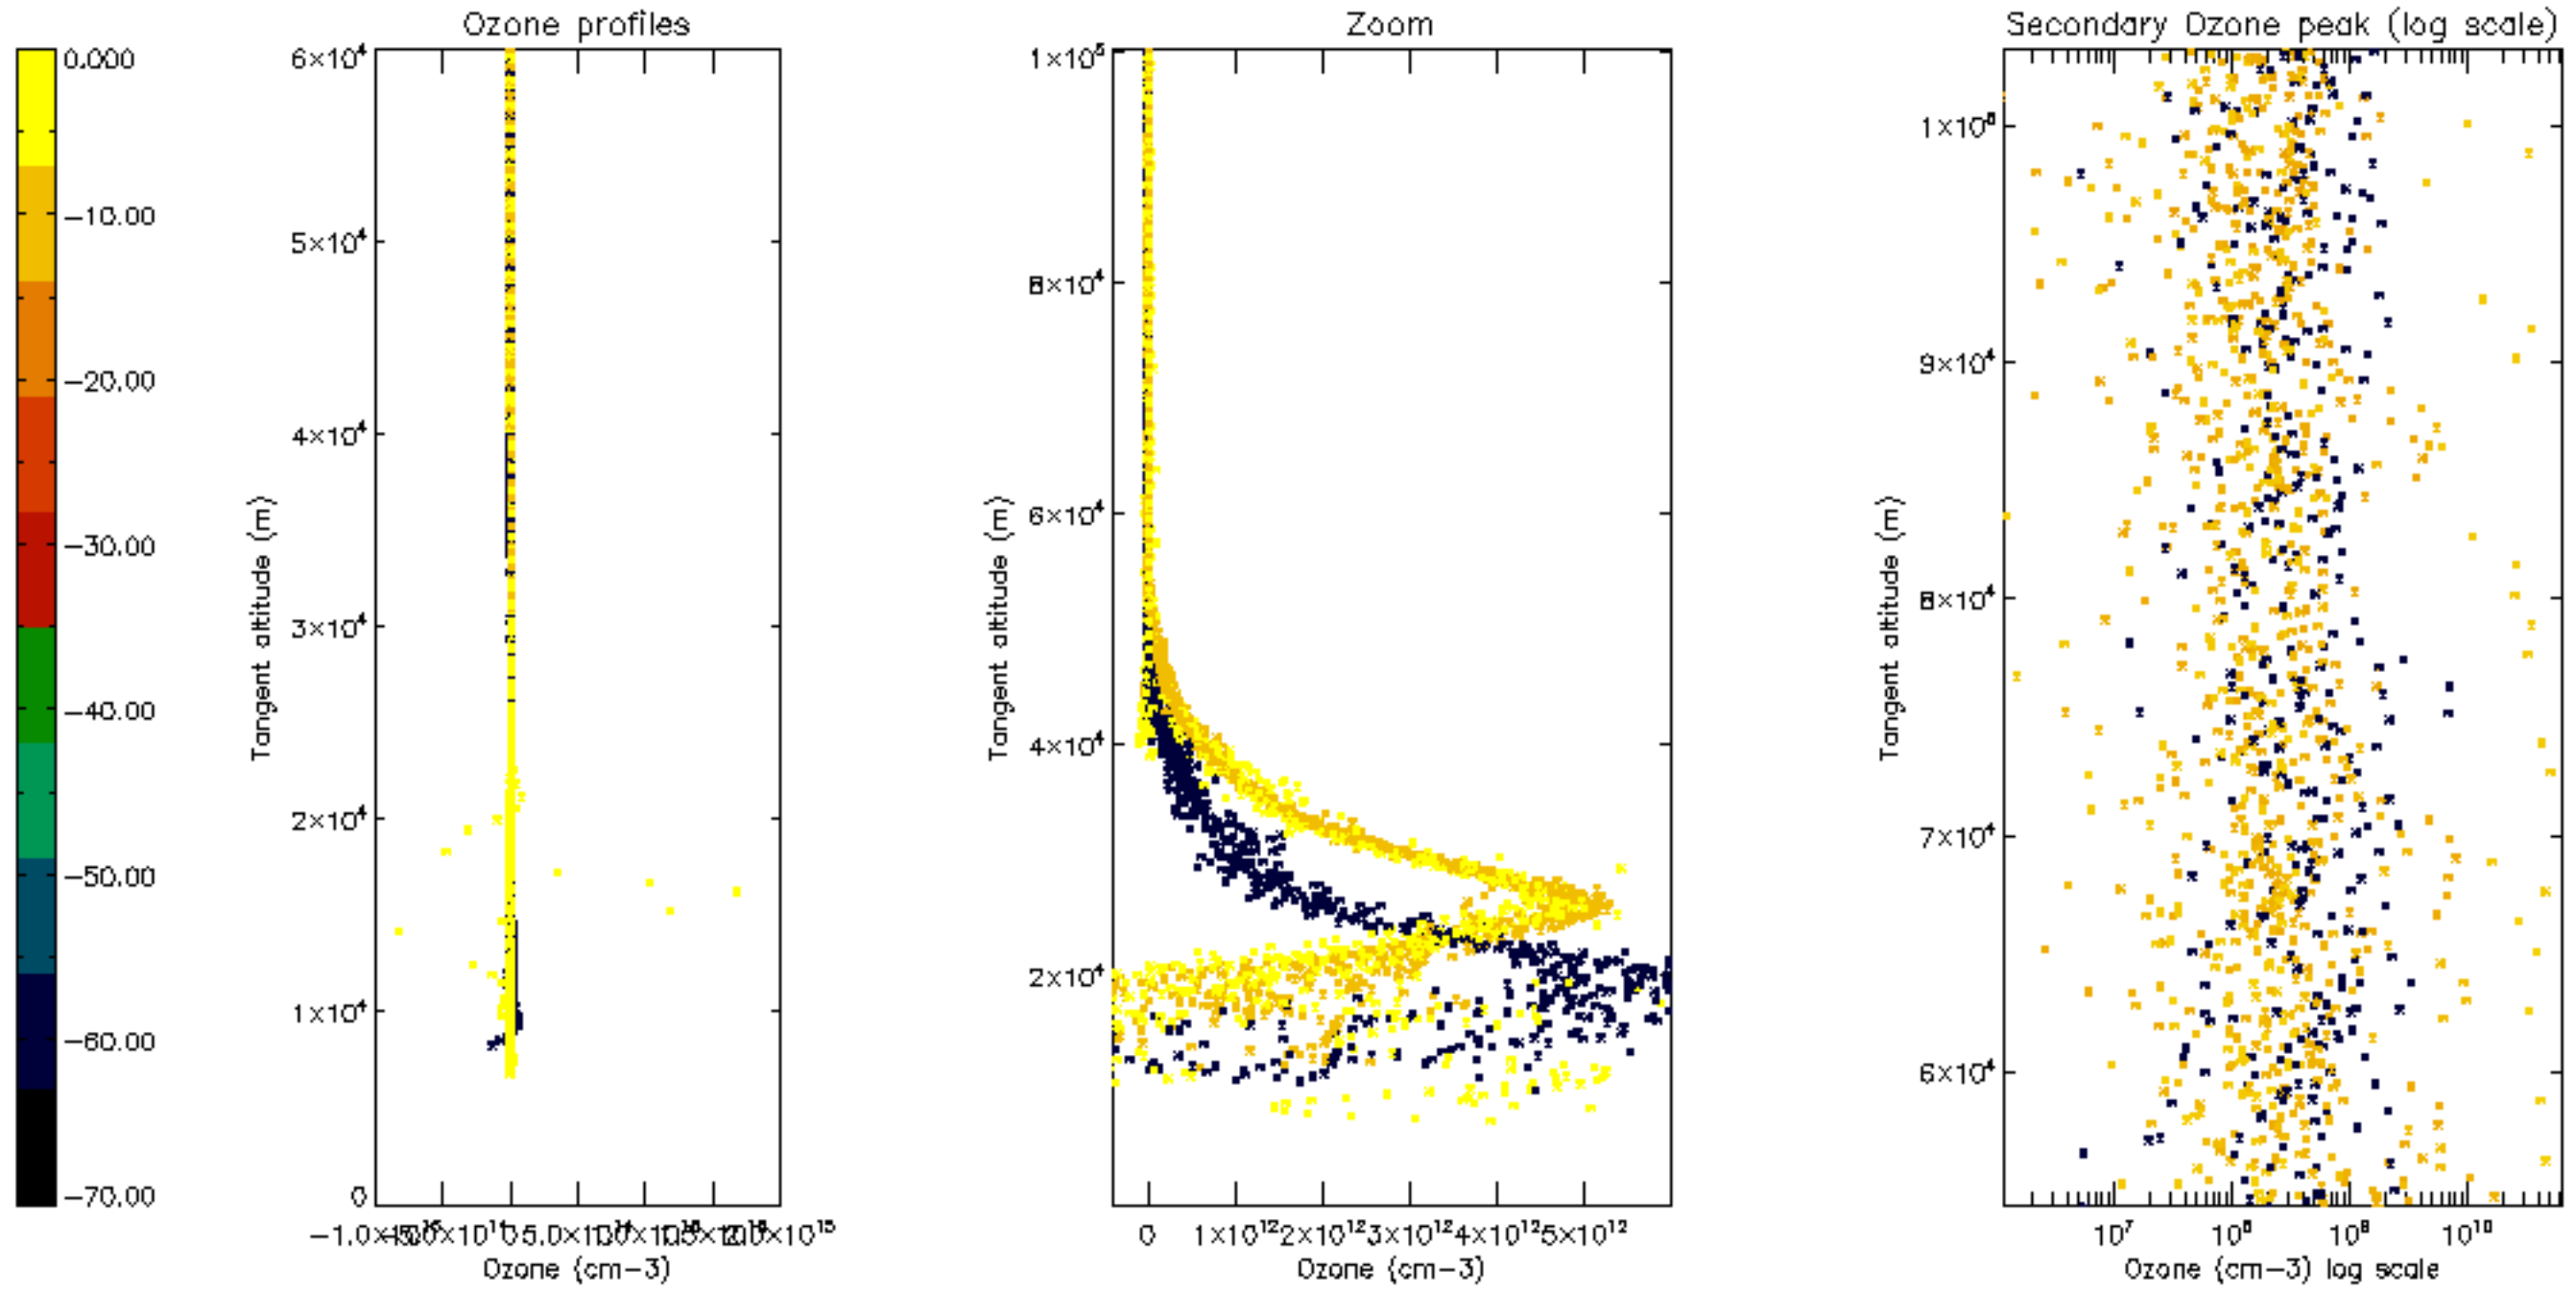 Ozone profiles
Zoom
Secondary Ozone peak (log scale)
0.000
−10.00
−20.00
−30.00
−40.00
−50.00
−60.00
−70.00
6×10⁴
5×10⁴
4×10⁴
3×10⁴
2×10⁴
1×10⁴
0
Tangent altitude (m)
Ozone (cm−3)
1×10⁵
8×10⁴
6×10⁴
4×10⁴
2×10⁴
Tangent altitude (m)
0 1×10¹² 2×10¹² 3×10¹² 4×10¹² 5×10¹²
Ozone (cm−3)
1×10⁵
9×10⁴
8×10⁴
7×10⁴
6×10⁴
Tangent altitude (m)
10⁷ 10⁸ 10⁹ 10¹⁰
Ozone (cm−3) log scale